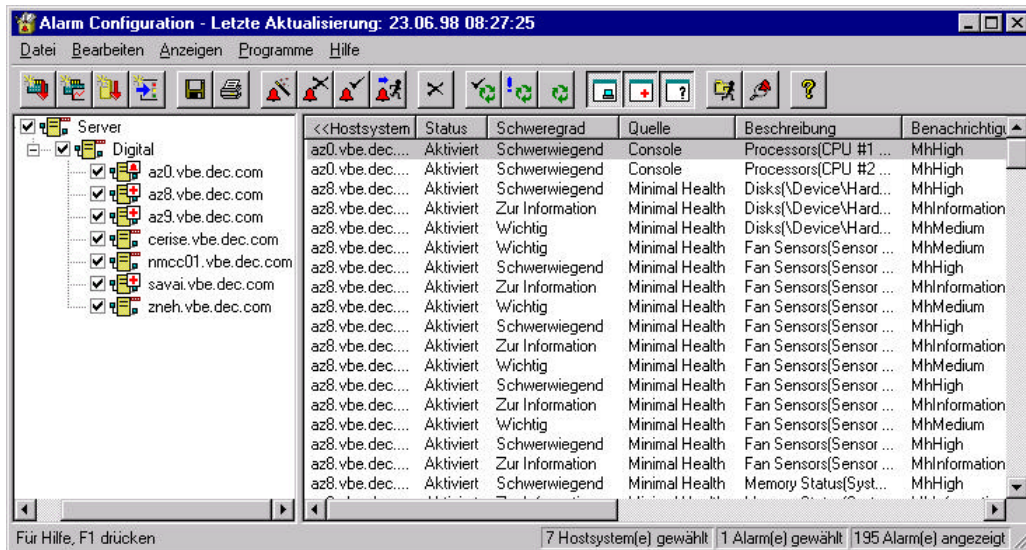 Alarm Configuration - Letzte Aktualisierung: 23.06.98 08:27:25
Datei Bearbeiten Anzeigen Programme Hilfe
Server
Digital
az0.vbe.dec.com
az8.vbe.dec.com
az9.vbe.dec.com
cerise.vbe.dec.com
nmcc01.vbe.dec.com
savai.vbe.dec.com
zneh.vbe.dec.com
<<Hostsystem Status Schweregrad Quelle Beschreibung Benachrichtigu
az0.vbe.dec.... Aktiviert Schwerwiegend Console Processors(CPU #1 ... MhHigh
az0.vbe.dec.... Aktiviert Schwerwiegend Console Processors(CPU #2 ... MhHigh
az8.vbe.dec.... Aktiviert Schwerwiegend Minimal Health Disks(\Device\Hard... MhHigh
az8.vbe.dec.... Aktiviert Zur Information Minimal Health Disks(\Device\Hard... MhInformation
az8.vbe.dec.... Aktiviert Wichtig Minimal Health Disks(\Device\Hard... MhMedium
az8.vbe.dec.... Aktiviert Wichtig Minimal Health Fan Sensors(Sensor ... MhMedium
az8.vbe.dec.... Aktiviert Schwerwiegend Minimal Health Fan Sensors(Sensor ... MhHigh
az8.vbe.dec.... Aktiviert Zur Information Minimal Health Fan Sensors(Sensor ... MhInformation
az8.vbe.dec.... Aktiviert Wichtig Minimal Health Fan Sensors(Sensor ... MhMedium
az8.vbe.dec.... Aktiviert Schwerwiegend Minimal Health Fan Sensors(Sensor ... MhHigh
az8.vbe.dec.... Aktiviert Zur Information Minimal Health Fan Sensors(Sensor ... MhInformation
az8.vbe.dec.... Aktiviert Wichtig Minimal Health Fan Sensors(Sensor ... MhMedium
az8.vbe.dec.... Aktiviert Schwerwiegend Minimal Health Fan Sensors(Sensor ... MhHigh
az8.vbe.dec.... Aktiviert Zur Information Minimal Health Fan Sensors(Sensor ... MhInformation
az8.vbe.dec.... Aktiviert Wichtig Minimal Health Fan Sensors(Sensor ... MhMedium
az8.vbe.dec.... Aktiviert Schwerwiegend Minimal Health Fan Sensors(Sensor ... MhHigh
az8.vbe.dec.... Aktiviert Zur Information Minimal Health Fan Sensors(Sensor ... MhInformation
az8.vbe.dec.... Aktiviert Schwerwiegend Minimal Health Memory Status(Syst... MhHigh
Für Hilfe, F1 drücken
7 Hostsystem(e) gewählt 1 Alarm(e) gewählt 195 Alarm(e) angezeigt